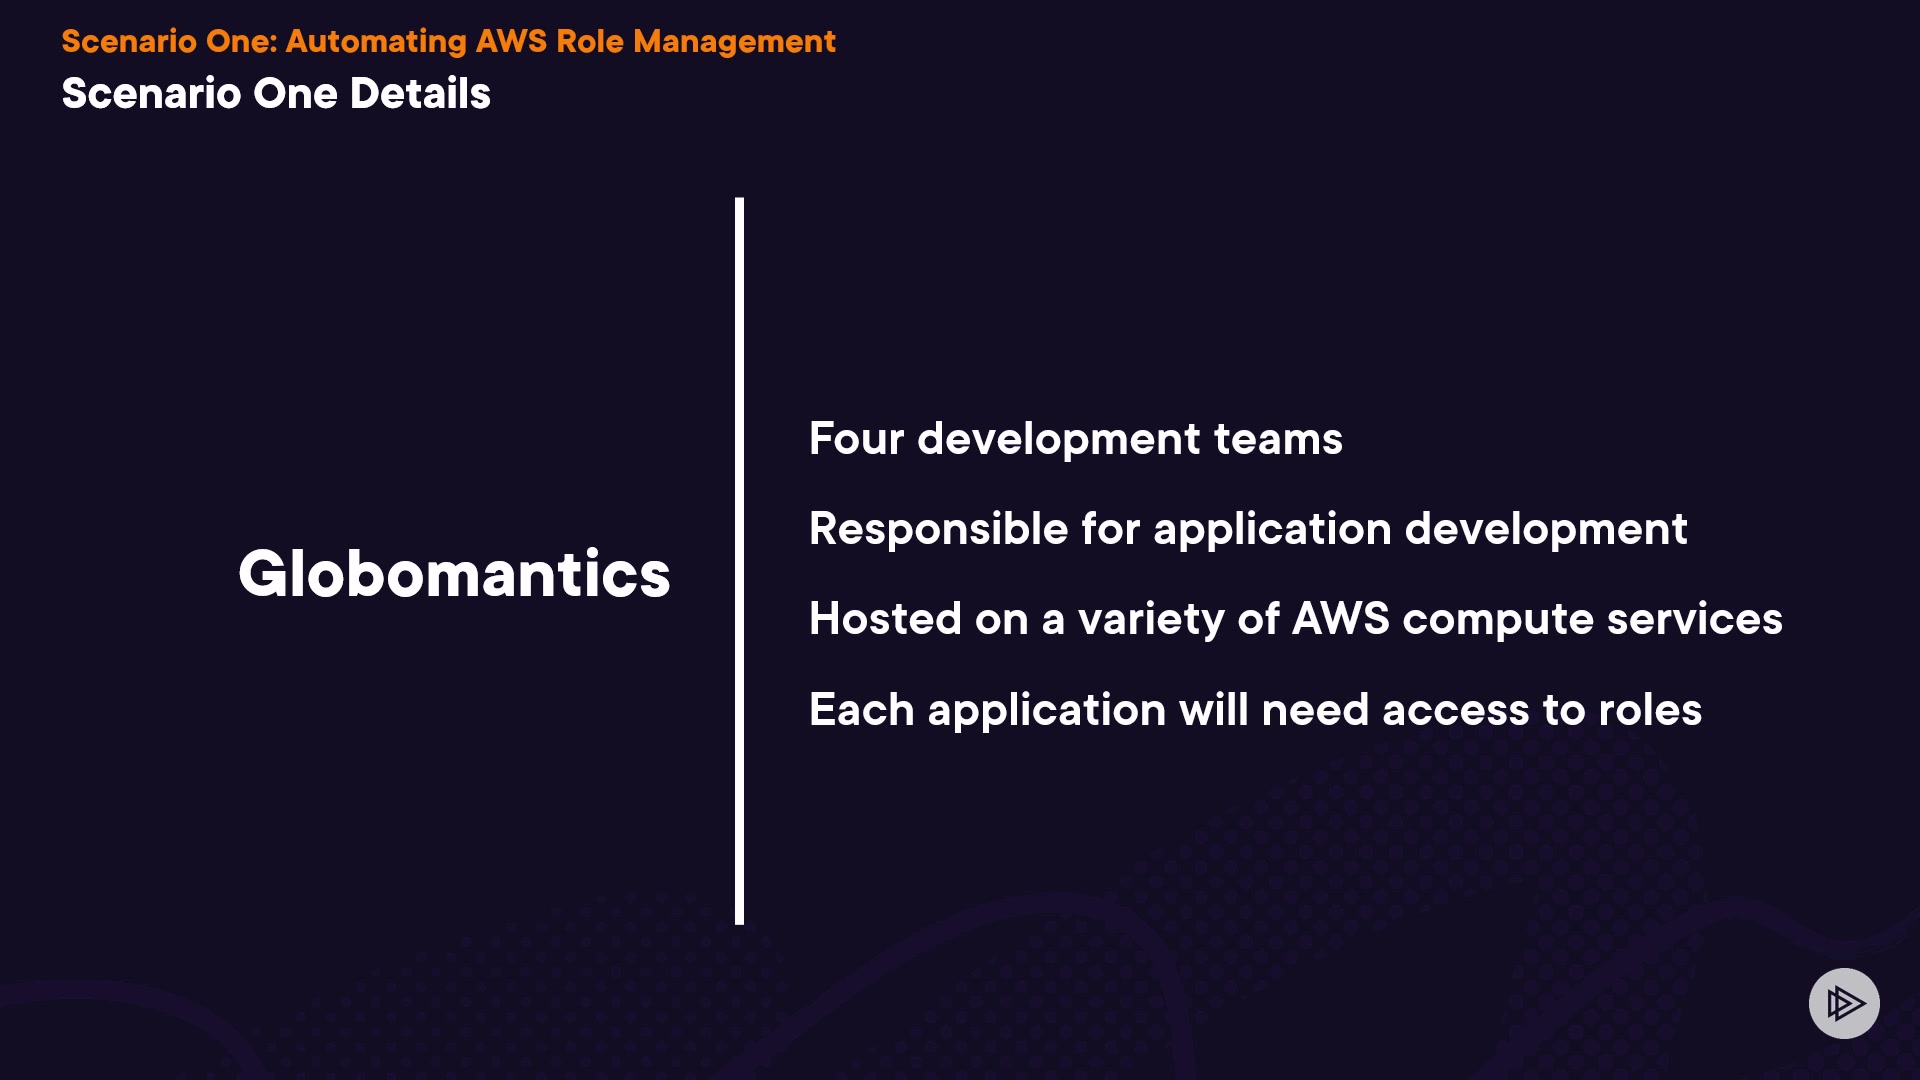 Scenario One: Automating AWS Role Management
Scenario One Details
Globomantics
Four development teams
Responsible for application development
Hosted on a variety of AWS compute services
Each application will need access to roles